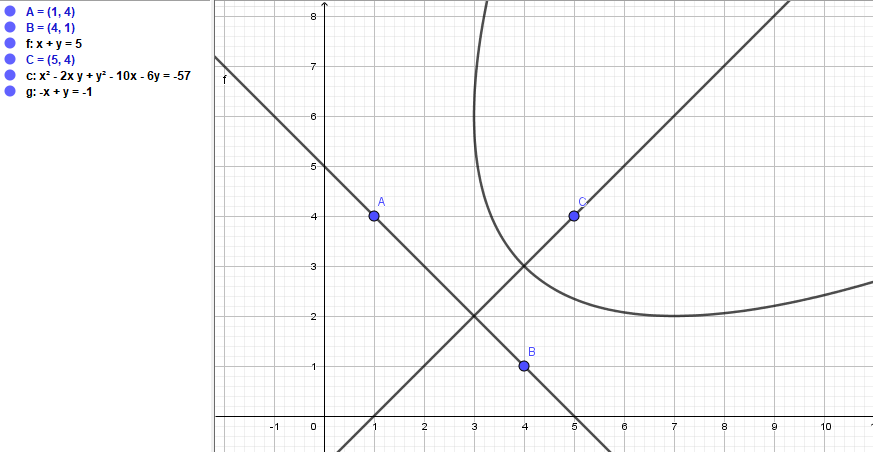 A = (1, 4)
B = (4, 1)
f: x + y = 5
C = (5, 4)
c: x² - 2x y + y² - 10x - 6y = -57
g: -x + y = -1
8
7
f
6
5
4
A
C
3
2
B
1
0
-1
1
2
3
4
5
6
7
8
9
10